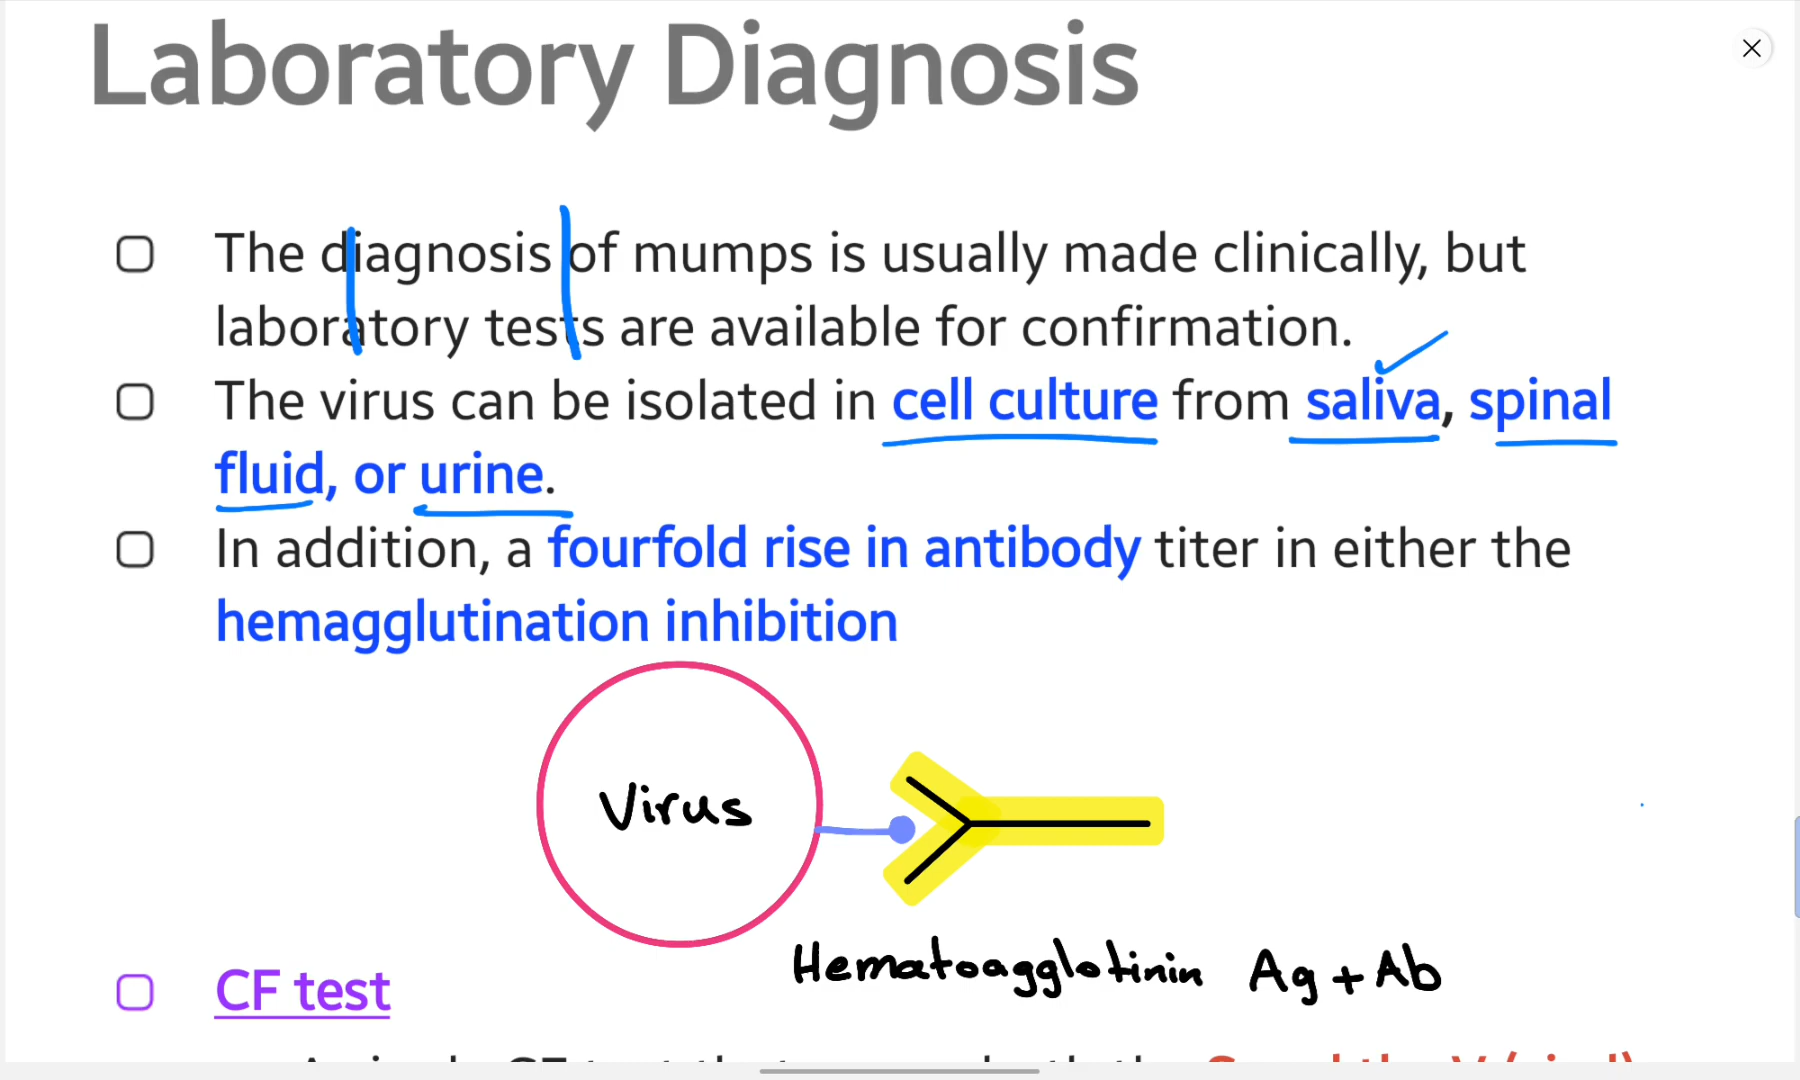 Laboratory Diagnosis
The diagnosis of mumps is usually made clinically, but
laboratory tests are available for confirmation.
The virus can be isolated in cell culture from saliva, spinal
fluid, or urine.
In addition, a fourfold rise in antibody titer in either the
hemagglutination inhibition
Virus
Hematoagglotinin Ag + Ab
CF test